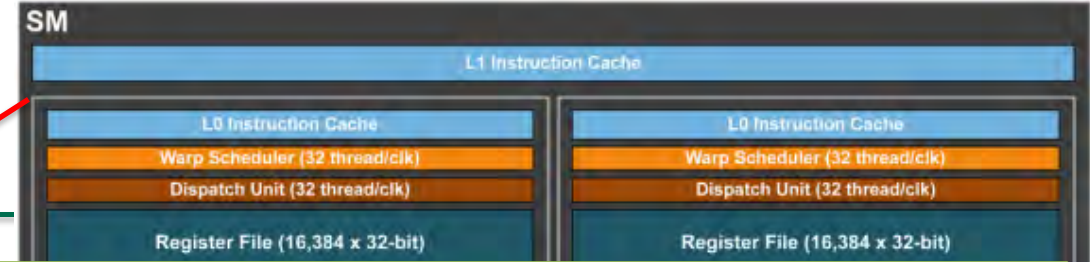 SM
L1 Instruction Cache
L0 Instruction Cache
L0 Instruction Cache
Warp Scheduler (32 thread/clk)
Warp Scheduler (32 thread/clk)
Dispatch Unit (32 thread/clk)
Dispatch Unit (32 thread/clk)
Register File (16,384 x 32-bit)
Register File (16,384 x 32-bit)